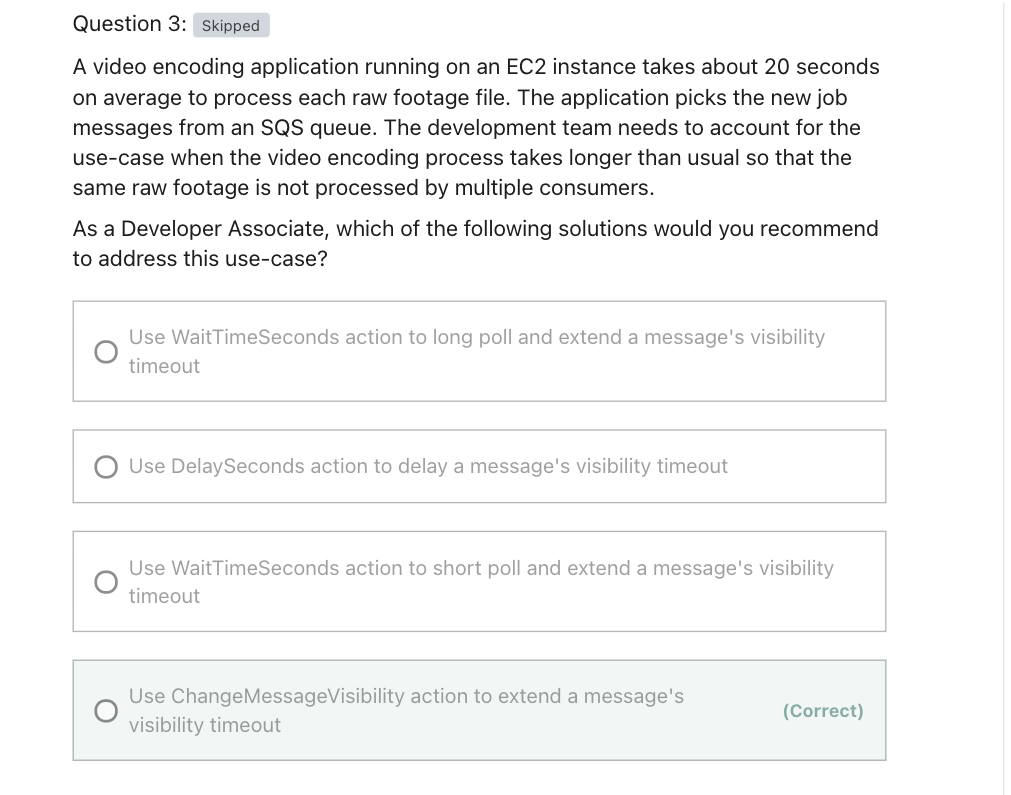 Question 3: Skipped
A video encoding application running on an EC2 instance takes about 20 seconds
on average to process each raw footage file. The application picks the new job
messages from an SQS queue. The development team needs to account for the
use-case when the video encoding process takes longer than usual so that the
same raw footage is not processed by multiple consumers.
As a Developer Associate, which of the following solutions would you recommend
to address this use-case?
Use WaitTimeSeconds action to long poll and extend a message's visibility
timeout
Use DelaySeconds action to delay a message's visibility timeout
Use WaitTimeSeconds action to short poll and extend a message's visibility
timeout
Use ChangeMessageVisibility action to extend a message's
visibility timeout
(Correct)